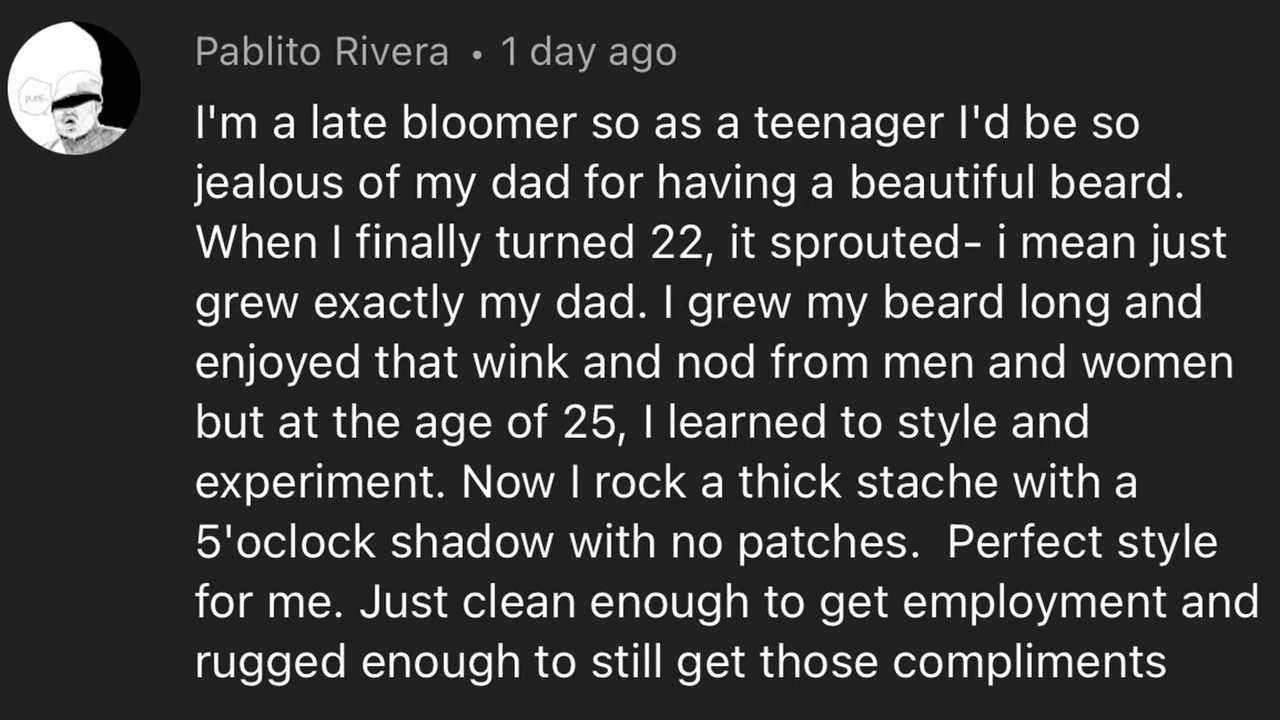 Pablito Rivera • 1 day ago
I'm a late bloomer so as a teenager I'd be so
jealous of my dad for having a beautiful beard.
When I finally turned 22, it sprouted- i mean just
grew exactly my dad. I grew my beard long and
enjoyed that wink and nod from men and women
but at the age of 25, I learned to style and
experiment. Now I rock a thick stache with a
5'oclock shadow with no patches.  Perfect style
for me. Just clean enough to get employment and
rugged enough to still get those compliments